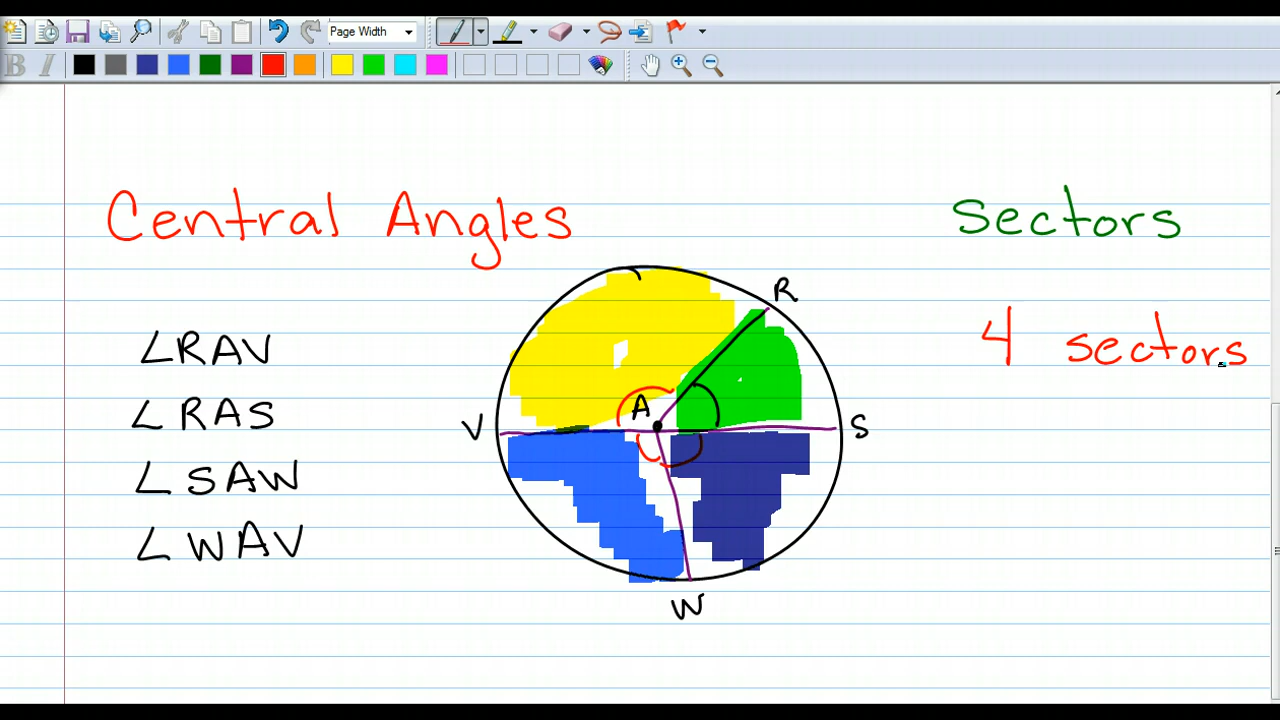 Page Width
B I
Central Angles
Sectors
R
∠RAV
4 sectors
A
∠RAS
V
S
∠SAW
∠WAV
W